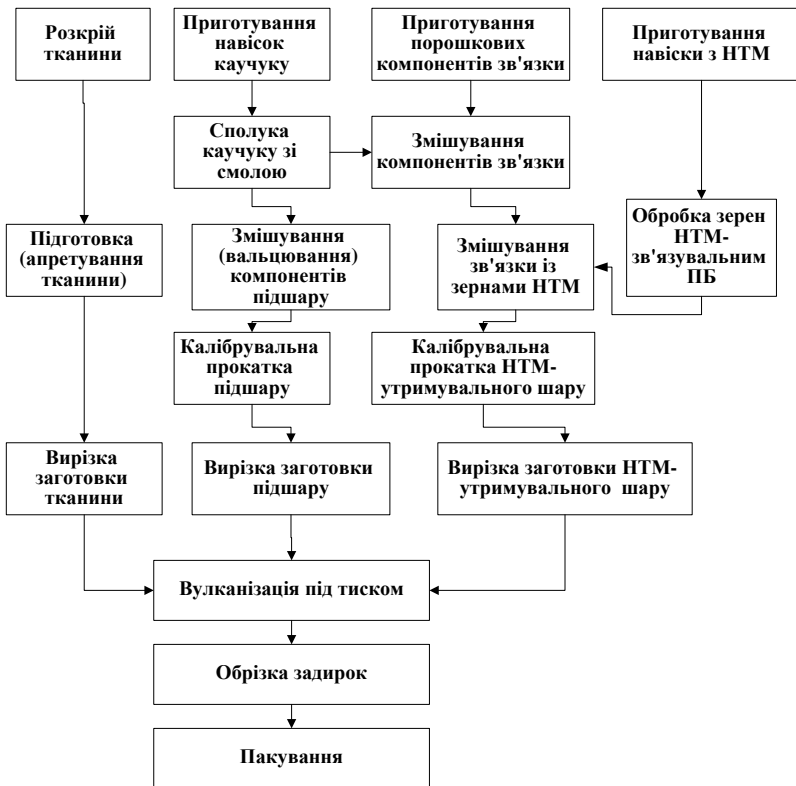 Розкрій
тканини
Приготування
навісок
каучуку
Приготування
порошкових
компонентів зв'язки
Приготування
навіски з НТМ
Сполука
каучуку зі
смолою
Змішування
компонентів зв'язки
Підготовка
(апретування
тканини)
Змішування
(вальцювання)
компонентів
підшару
Змішування
зв'язки із
зернами НТМ
Обробка зерен
НТМ-
зв'язувальним
ПБ
Калібрувальна
прокатка
підшару
Калібрувальна
прокатка НТМ-
утримувального шару
Вирізка
заготовки
тканини
Вирізка заготовки
підшару
Вирізка заготовки НТМ-
утримувального шару
Вулканізація під тиском
Обрізка задирок
Пакування